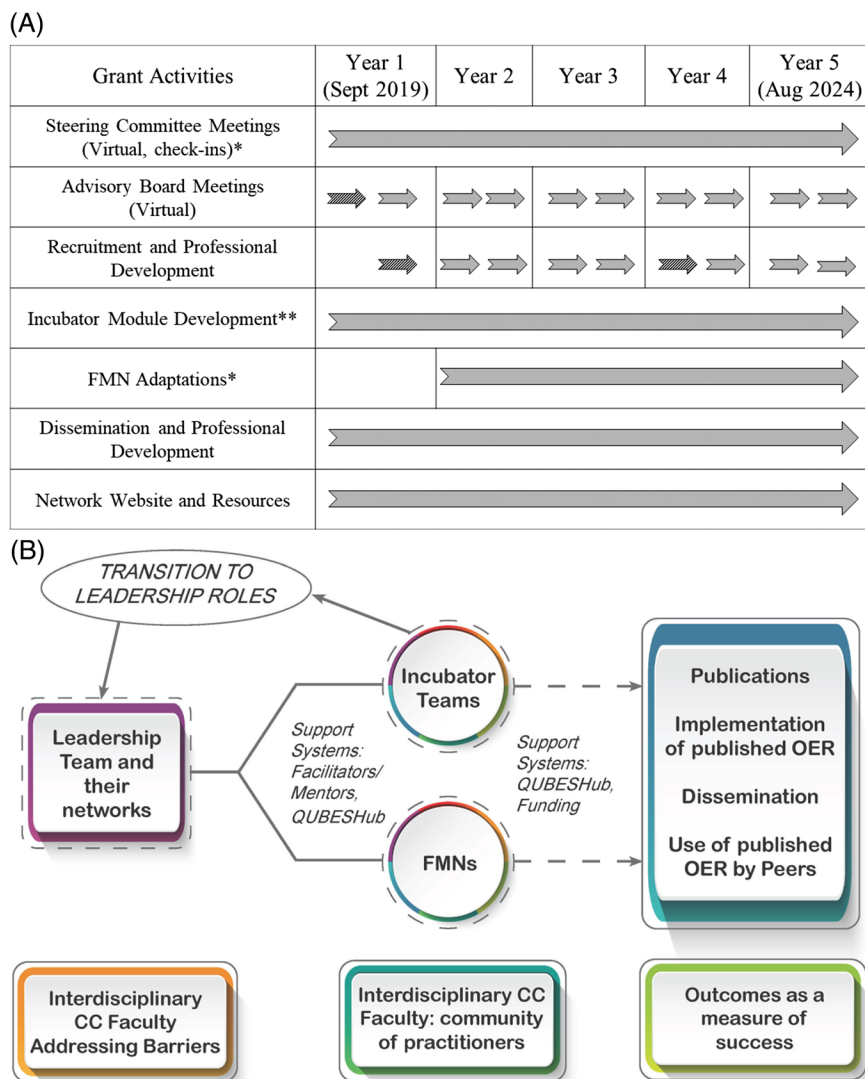 (A)
Grant Activities
Year 1
(Sept 2019)
Year 2
Year 3
Year 4
Year 5
(Aug 2024)
Steering Committee Meetings
(Virtual, check-ins)*
Advisory Board Meetings
(Virtual)
Recruitment and Professional
Development
Incubator Module Development**
FMN Adaptations*
Dissemination and Professional
Development
Network Website and Resources
(B)
TRANSITION TO
LEADERSHIP ROLES
Leadership
Team and
their
networks
Support
Systems:
Facilitators/
Mentors,
QUBESHub
Incubator
Teams
FMNs
Support
Systems:
QUBESHub,
Funding
Publications
Implementation
of published OER
Dissemination
Use of published
OER by Peers
Interdisciplinary
CC Faculty
Addressing Barriers
Interdisciplinary CC
Faculty: community
of practitioners
Outcomes as a
measure of
success